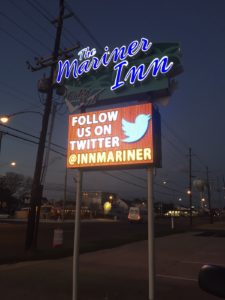 The
Mariner
Inn
FOLLOW
US ON
TWITTER
@INNMARINER